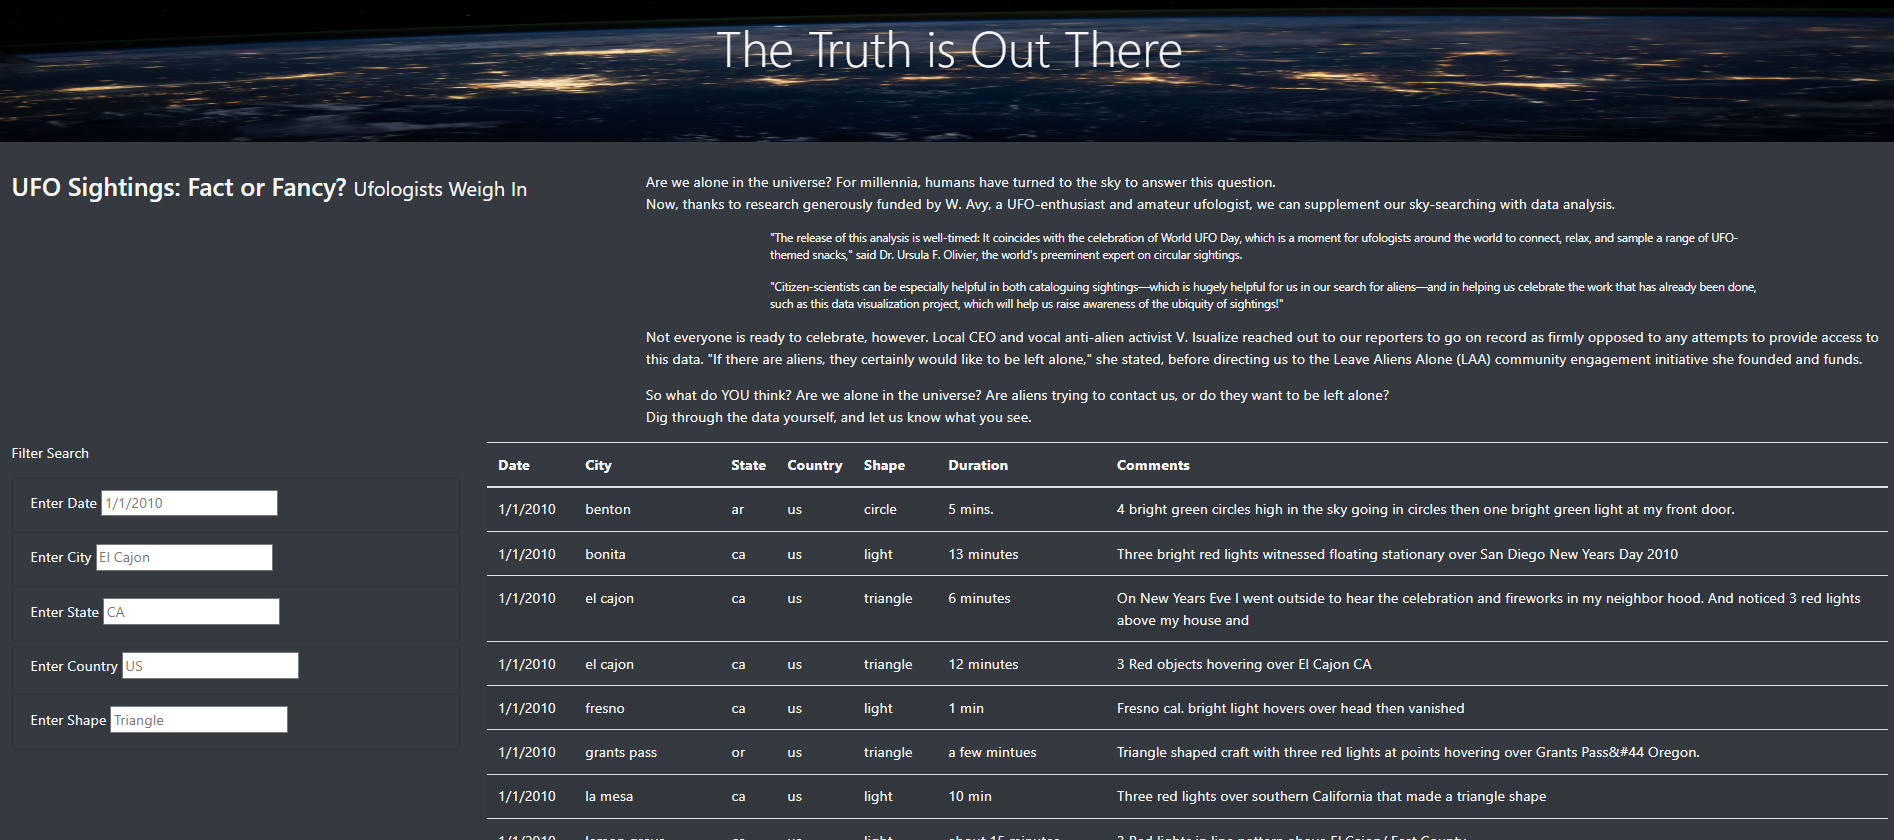 The Truth is Out There
UFO Sightings: Fact or Fancy? Ufologists Weigh In
Are we alone in the universe? For millennia, humans have turned to the sky to answer this question.
Now, thanks to research generously funded by W. Avy, a UFO-enthusiast and amateur ufologist, we can supplement our sky-searching with data analysis.
"The release of this analysis is well-timed: It coincides with the celebration of World UFO Day, which is a moment for ufologists around the world to connect, relax, and sample a range of UFO-
themed snacks," said Dr. Ursula F. Olivier, the world's preeminent expert on circular sightings.
"Citizen-scientists can be especially helpful in both cataloguing sightings—which is hugely helpful for us in our search for aliens—and in helping us celebrate the work that has already been done,
such as this data visualization project, which will help us raise awareness of the ubiquity of sightings!"
Not everyone is ready to celebrate, however. Local CEO and vocal anti-alien activist V. Isualize reached out to our reporters to go on record as firmly opposed to any attempts to provide access to
this data. "If there are aliens, they certainly would like to be left alone," she stated, before directing us to the Leave Aliens Alone (LAA) community engagement initiative she founded and funds.
So what do YOU think? Are we alone in the universe? Are aliens trying to contact us, or do they want to be left alone?
Dig through the data yourself, and let us know what you see.
Filter Search
Enter Date 1/1/2010
Enter City El Cajon
Enter State CA
Enter Country US
Enter Shape Triangle
Date City State Country Shape Duration Comments
1/1/2010 benton ar us circle 5 mins. 4 bright green circles high in the sky going in circles then one bright green light at my front door.
1/1/2010 bonita ca us light 13 minutes Three bright red lights witnessed floating stationary over San Diego New Years Day 2010
1/1/2010 el cajon ca us triangle 6 minutes On New Years Eve I went outside to hear the celebration and fireworks in my neighbor hood. And noticed 3 red lights
above my house and
1/1/2010 el cajon ca us triangle 12 minutes 3 Red objects hovering over El Cajon CA
1/1/2010 fresno ca us light 1 min Fresno cal. bright light hovers over head then vanished
1/1/2010 grants pass or us triangle a few mintues Triangle shaped craft with three red lights at points hovering over Grants Pass&#44 Oregon.
1/1/2010 la mesa ca us light 10 min Three red lights over southern California that made a triangle shape
1/1/2010 lemon grove ca us light about 15 minutes 3 Red lights in line pattern above El Cajon/ East County